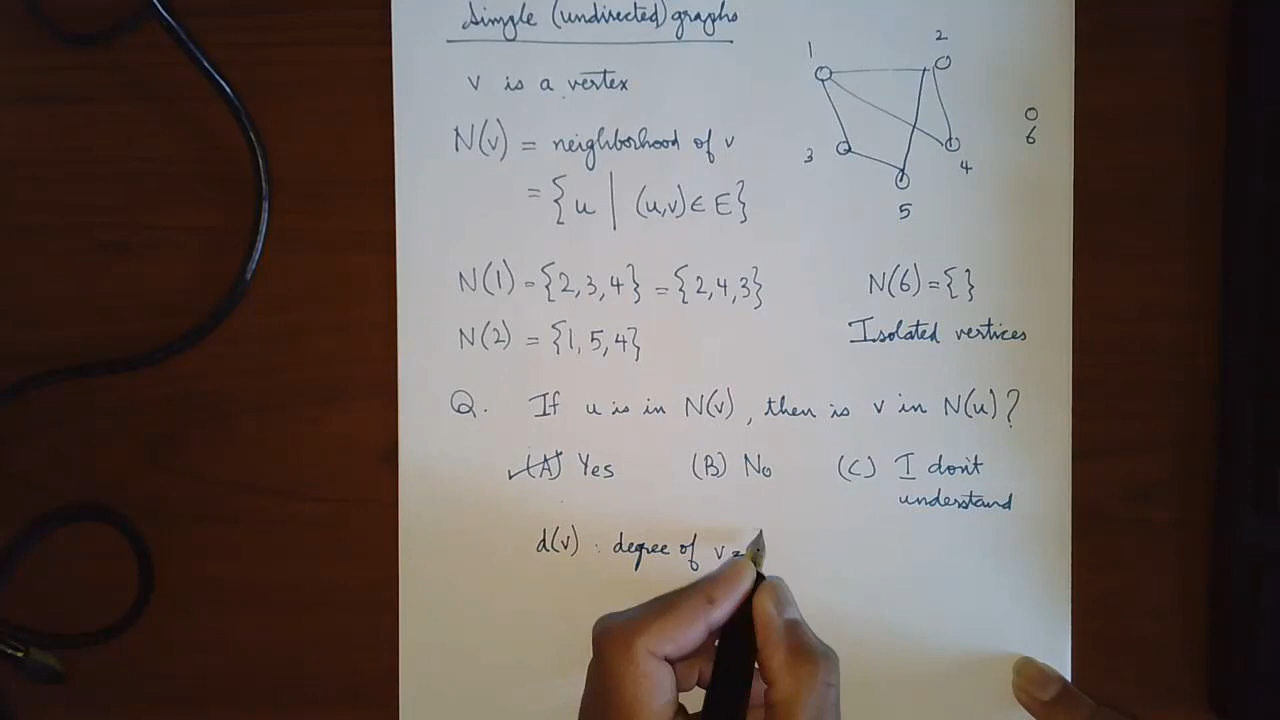 Simple (undirected) graphs
v is a vertex
N(v) = neighborhood of v
= {u | (u,v) ∈ E}
1
2
3
4
5
6
N(1) = {2,3,4} = {2,4,3}
N(6) = { }
N(2) = {1,5,4}
Isolated vertices
Q. If u is in N(v), then is v in N(u)?
(A) Yes (B) No (C) I don't
understand
d(v) : degree of v =